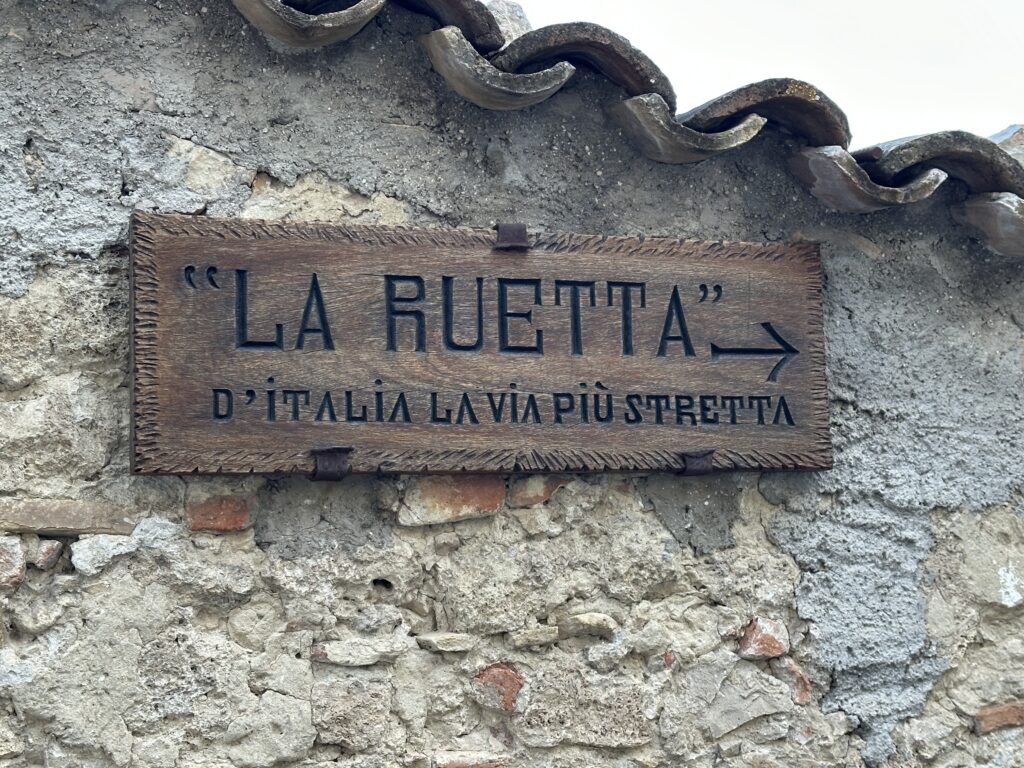 “LA RUETTA” →
D’ITALIA LA VIA PIÙ STRETTA